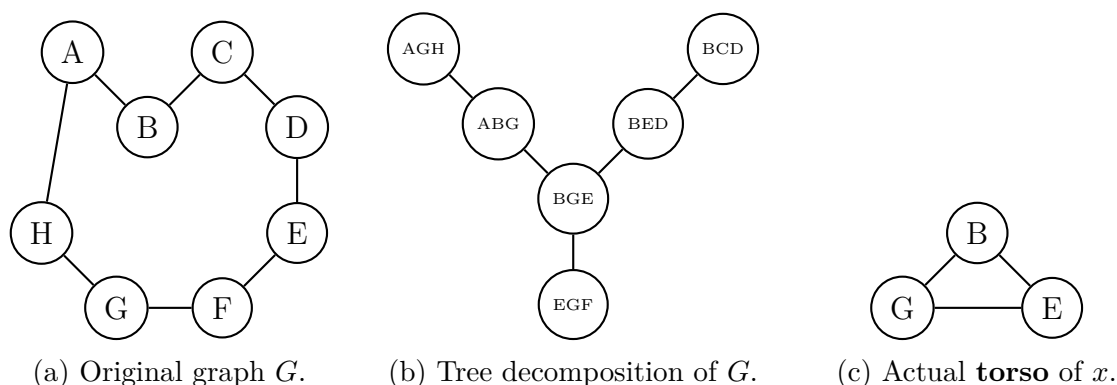 A
C
B
D
H
E
G
F
AGH
BCD
ABG
BED
BGE
EGF
B
G
E
(a) Original graph G.
(b) Tree decomposition of G.
(c) Actual torso of x.